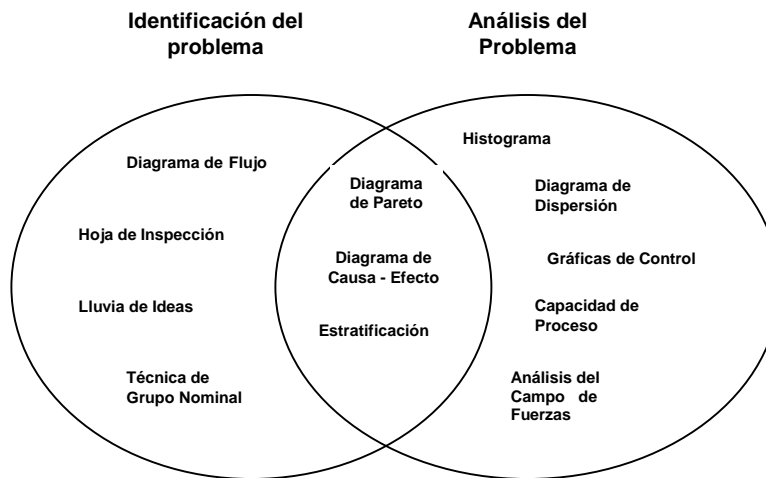 Identificación del
problema
Análisis del
Problema
Diagrama de Flujo
Hoja de Inspección
Lluvia de Ideas
Técnica de
Grupo Nominal
Diagrama
de Pareto
Diagrama de
Causa - Efecto
Estratificación
Histograma
Diagrama de
Dispersión
Gráficas de Control
Capacidad de
Proceso
Análisis del
Campo de
Fuerzas